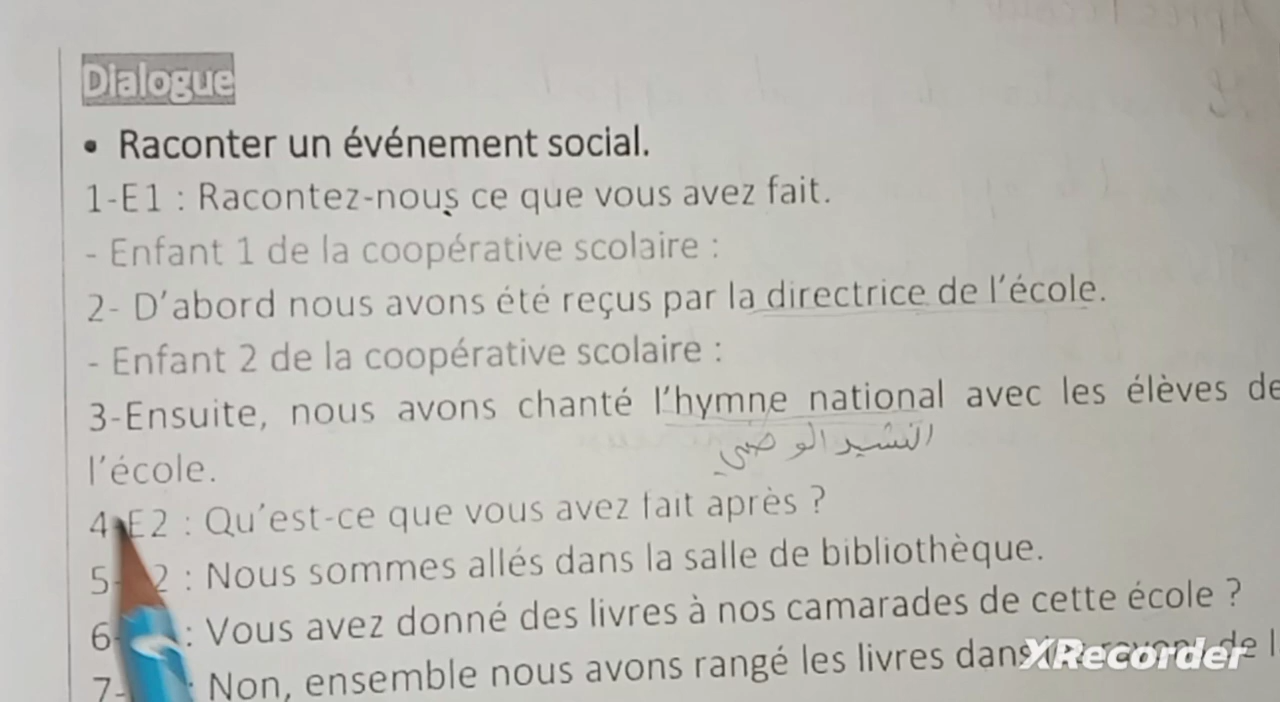 Dialogue
• Raconter un événement social.
1-E1 : Racontez-nous ce que vous avez fait.
- Enfant 1 de la coopérative scolaire :
2- D'abord nous avons été reçus par la directrice de l'école.
- Enfant 2 de la coopérative scolaire :
3-Ensuite, nous avons chanté l'hymne national avec les élèves de
النشيد الوطني
l'école.
4-E2 : Qu'est-ce que vous avez fait après ?
5- 2 : Nous sommes allés dans la salle de bibliothèque.
6- : Vous avez donné des livres à nos camarades de cette école ?
7- : Non, ensemble nous avons rangé les livres dans de
XRecorder